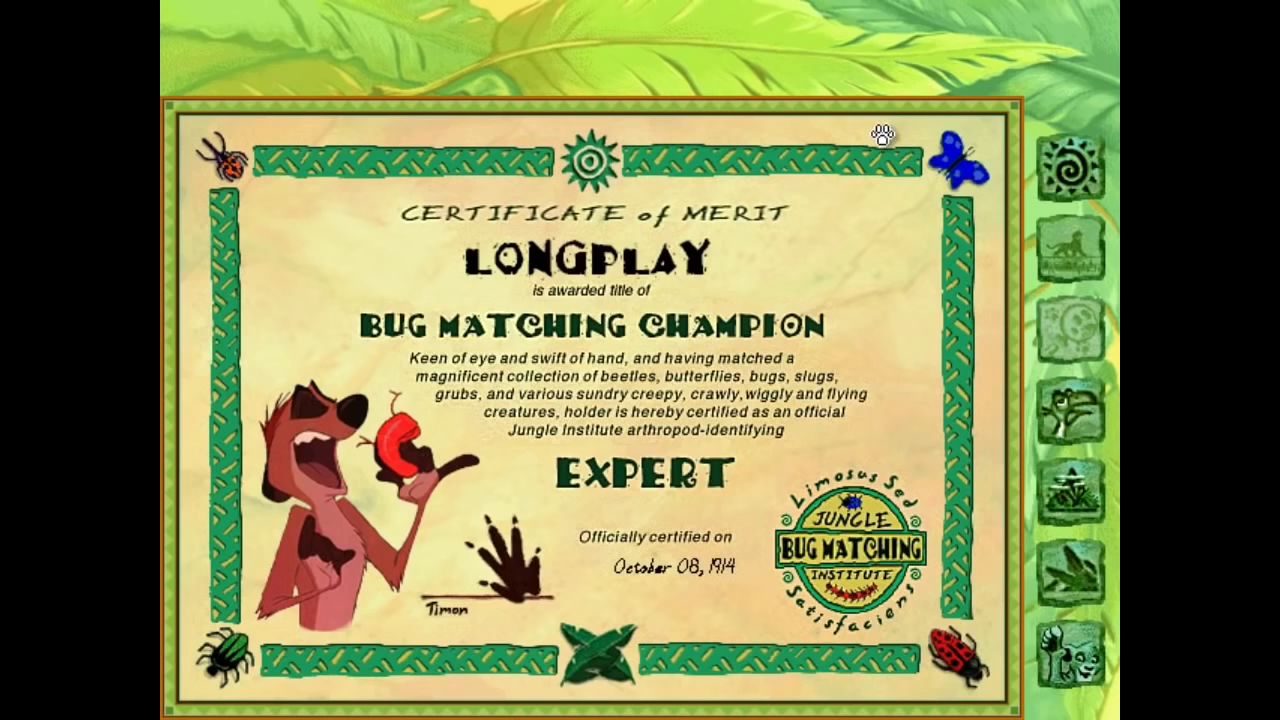 CERTIFICATE of MERIT
LONGPLAY
is awarded title of
BUG MATCHING CHAMPION
Keen of eye and swift of hand, and having matched a
magnificent collection of beetles, butterflies, bugs, slugs,
grubs, and various sundry creepy, crawly, wiggly and flying
creatures, holder is hereby certified as an official
Jungle Institute arthropod-identifying
EXPERT
Officially certified on
October 08, 1914
Timon
Limosus Sed
JUNGLE
BUG MATCHING
INSTITUTE
Satisfaciens